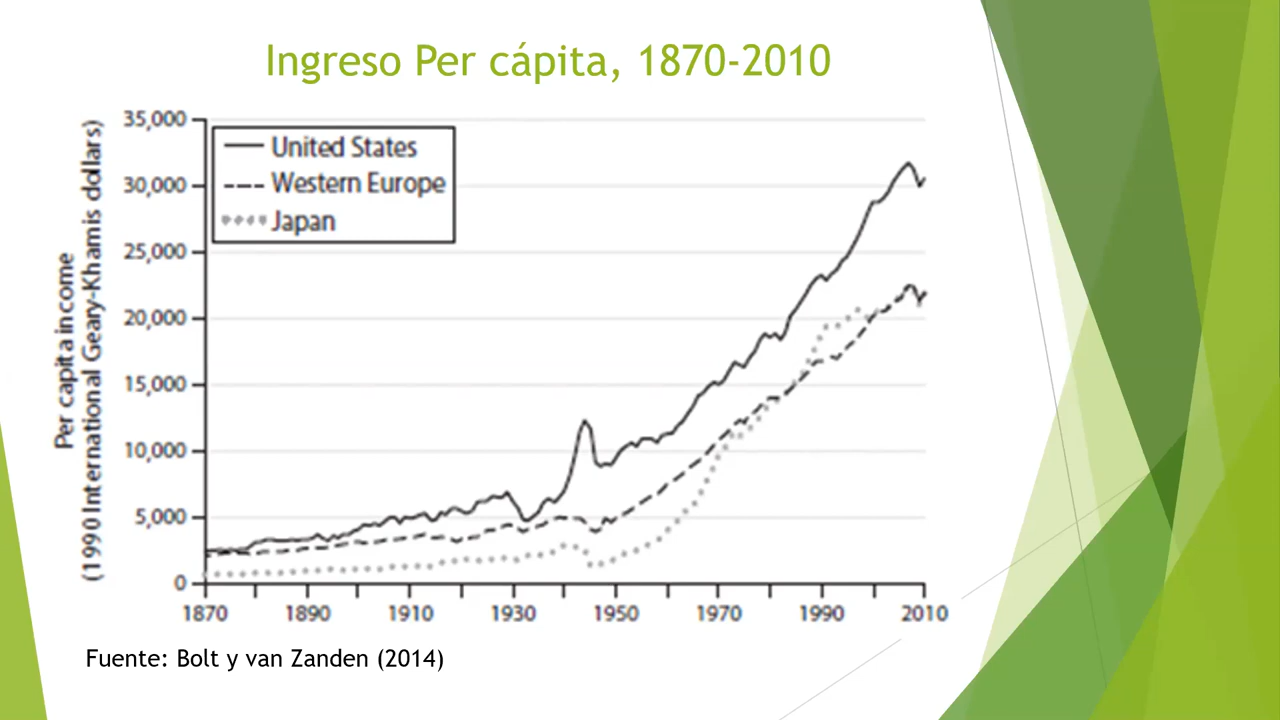 Ingreso Per cápita, 1870-2010
Per capita income
(1990 International Geary-Khamis dollars)
35,000
30,000
25,000
20,000
15,000
10,000
5,000
0
United States
Western Europe
Japan
1870 1890 1910 1930 1950 1970 1990 2010
Fuente: Bolt y van Zanden (2014)